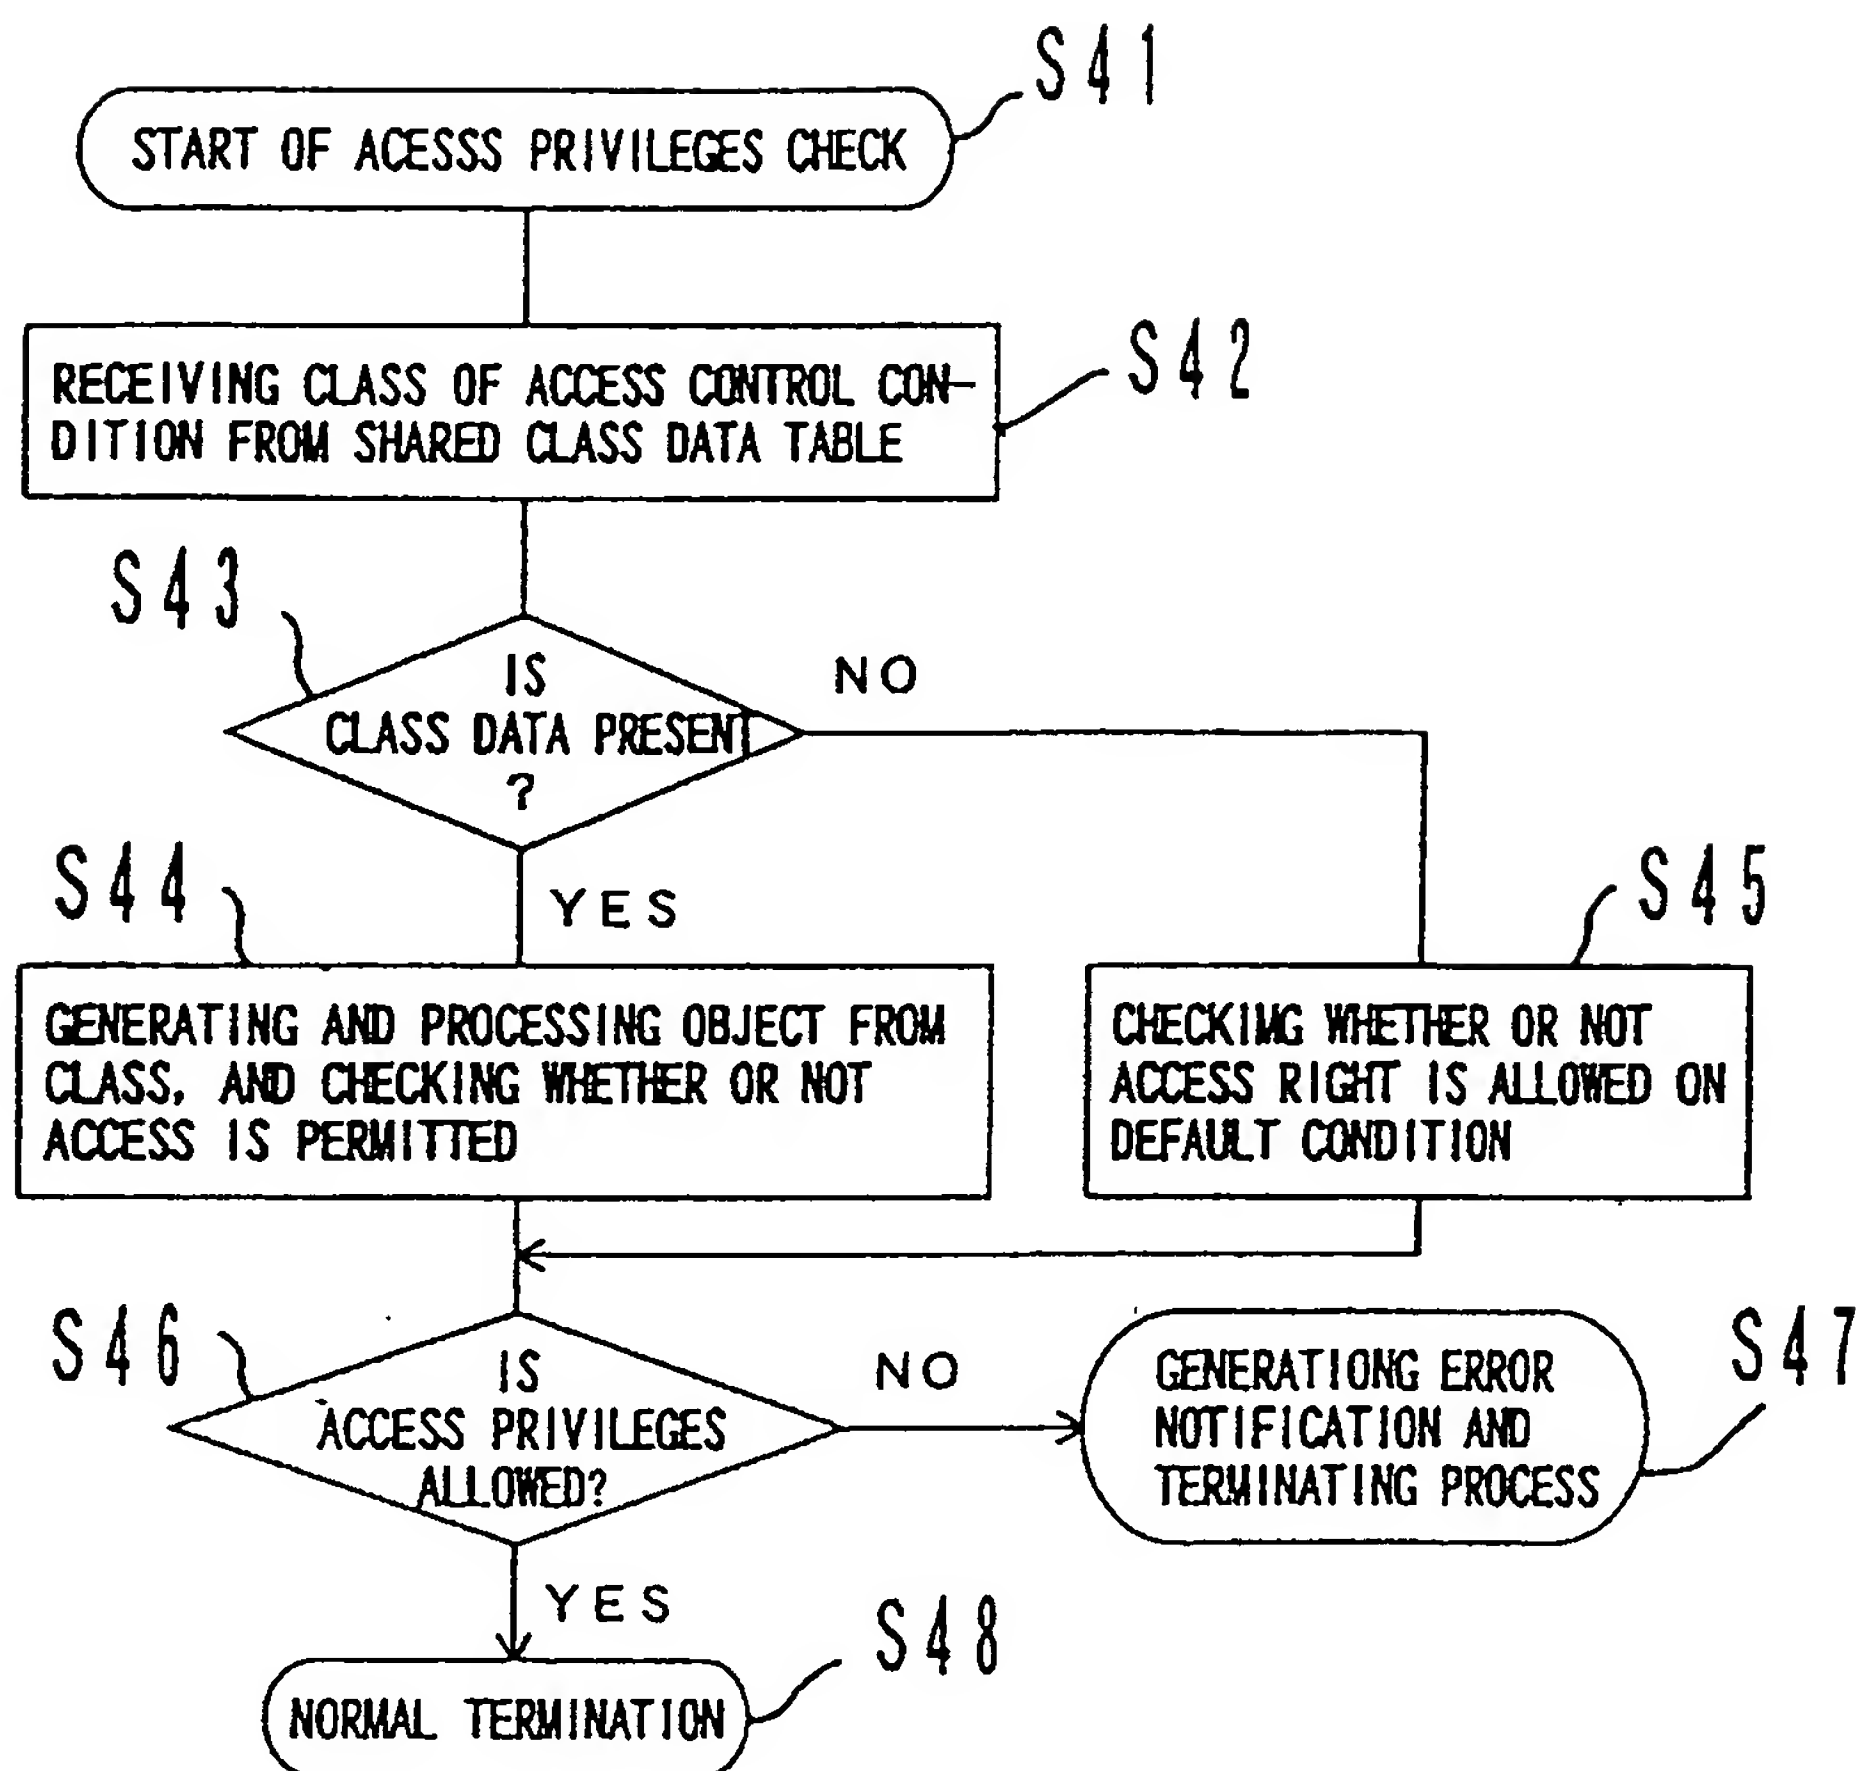 S41
START OF ACESSS PRIVILEGES CHECK
S42
RECEIVING CLASS OF ACCESS CONTROL CON-
DITION FROM SHARED CLASS DATA TABLE
S43
IS
CLASS DATA PRESENT
?
NO
YES
S44
GENERATING AND PROCESSING OBJECT FROM
CLASS, AND CHECKING WHETHER OR NOT
ACCESS IS PERMITTED
S45
CHECKING WHETHER OR NOT
ACCESS RIGHT IS ALLOWED ON
DEFAULT CONDITION
S46
IS
ACCESS PRIVILEGES
ALLOWED?
NO
S47
GENERATIONG ERROR
NOTIFICATION AND
TERMINATING PROCESS
YES
S48
NORMAL TERMINATION